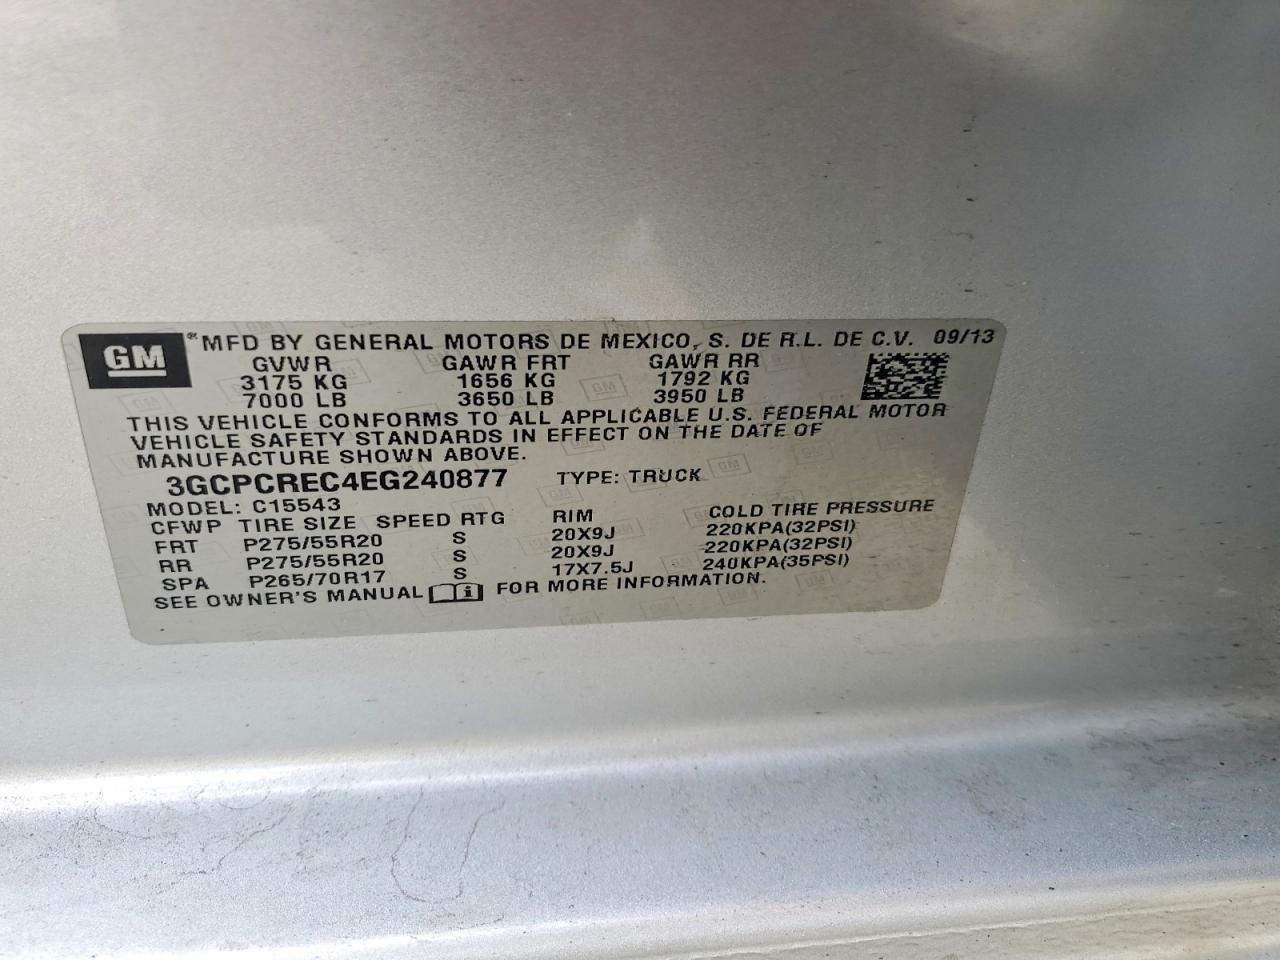 GM
®MFD BY GENERAL MOTORS DE MEXICO, S. DE R.L. DE C.V. 09/13
GVWR GAWR FRT GAWR RR
3175 KG 1656 KG 1792 KG
7000 LB 3650 LB 3950 LB
THIS VEHICLE CONFORMS TO ALL APPLICABLE U.S. FEDERAL MOTOR
VEHICLE SAFETY STANDARDS IN EFFECT ON THE DATE OF
MANUFACTURE SHOWN ABOVE.
3GCPCREC4EG240877 TYPE: TRUCK
MODEL: C15543
CFWP TIRE SIZE SPEED RTG RIM COLD TIRE PRESSURE
FRT P275/55R20 S 20X9J 220KPA(32PSI)
RR P275/55R20 S 20X9J 220KPA(32PSI)
SPA P265/70R17 S 17X7.5J 240KPA(35PSI)
SEE OWNER'S MANUAL i FOR MORE INFORMATION.